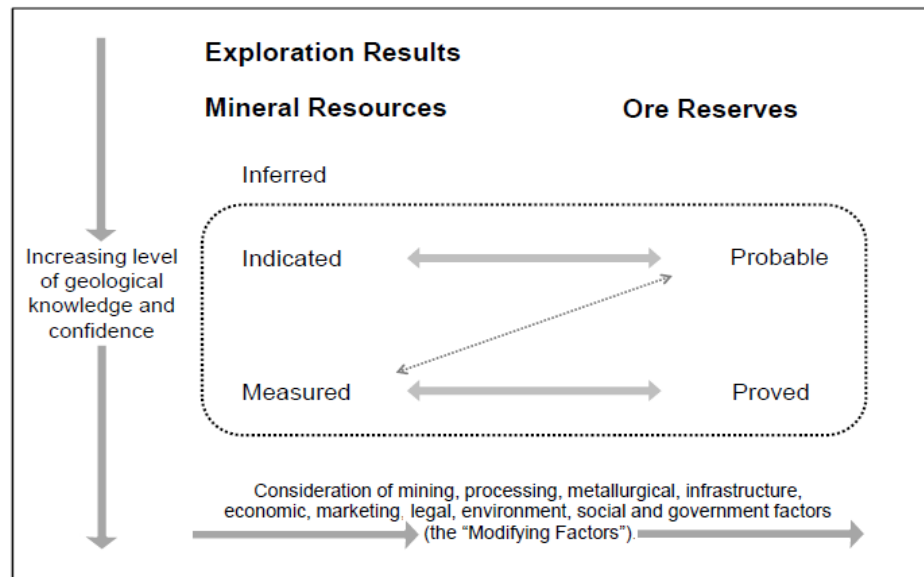 Exploration Results
Mineral Resources Ore Reserves
Inferred
Increasing level
of geological
knowledge and
confidence
Indicated Probable
Measured Proved
Consideration of mining, processing, metallurgical, infrastructure,
economic, marketing, legal, environment, social and government factors
(the “Modifying Factors”).